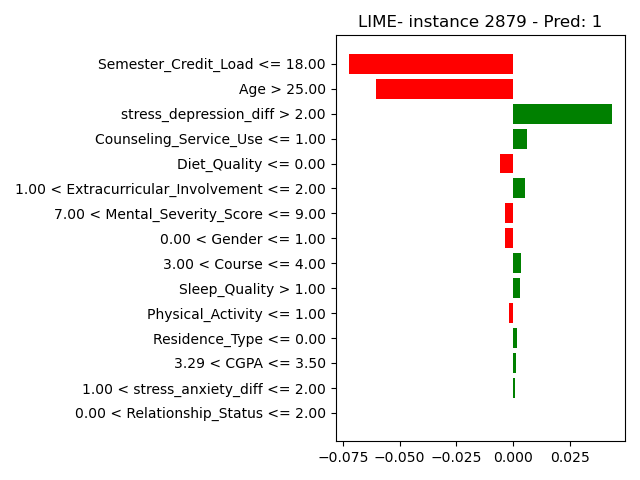 LIME- instance 2879 - Pred: 1
Semester_Credit_Load <= 18.00
Age > 25.00
stress_depression_diff > 2.00
Counseling_Service_Use <= 1.00
Diet_Quality <= 0.00
1.00 < Extracurricular_Involvement <= 2.00
7.00 < Mental_Severity_Score <= 9.00
0.00 < Gender <= 1.00
3.00 < Course <= 4.00
Sleep_Quality > 1.00
Physical_Activity <= 1.00
Residence_Type <= 0.00
3.29 < CGPA <= 3.50
1.00 < stress_anxiety_diff <= 2.00
0.00 < Relationship_Status <= 2.00
−0.075 −0.050 −0.025 0.000 0.025